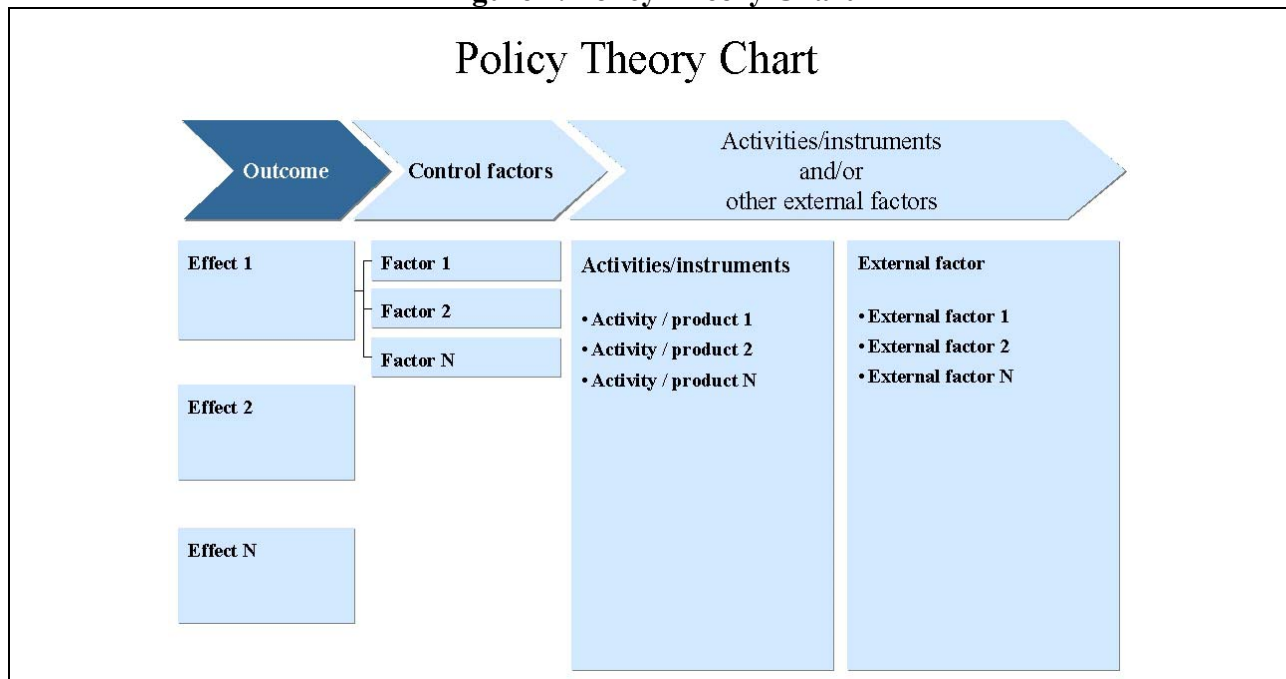 Policy Theory Chart
Outcome
Control factors
Activities/instruments
and/or
other external factors
Effect 1
Factor 1
Factor 2
Factor N
Effect 2
Effect N
Activities/instruments
• Activity / product 1
• Activity / product 2
• Activity / product N
External factor
• External factor 1
• External factor 2
• External factor N